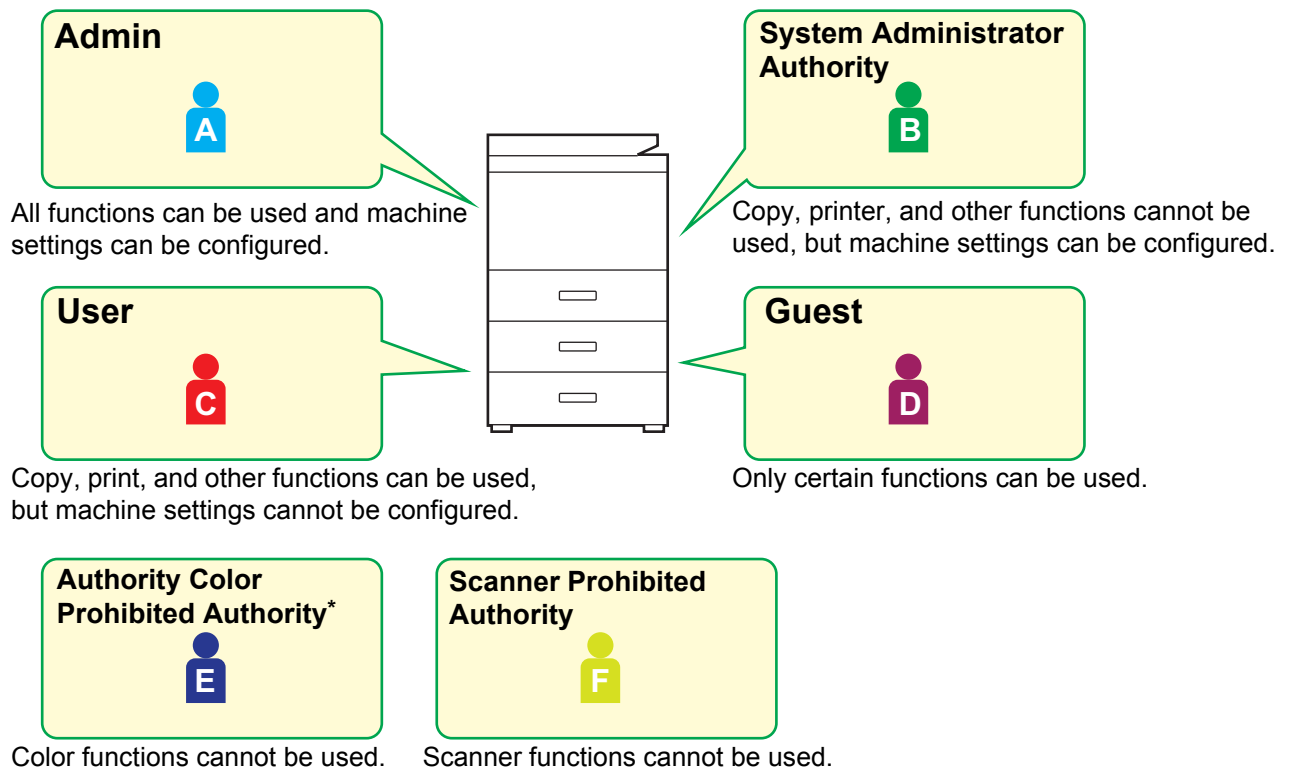 Admin
A
All functions can be used and machine
settings can be configured.
System Administrator
Authority
B
Copy, printer, and other functions cannot be
used, but machine settings can be configured.
User
C
Copy, print, and other functions can be used,
but machine settings cannot be configured.
Guest
D
Only certain functions can be used.
Authority Color
Prohibited Authority*
E
Color functions cannot be used.
Scanner Prohibited
Authority
F
Scanner functions cannot be used.